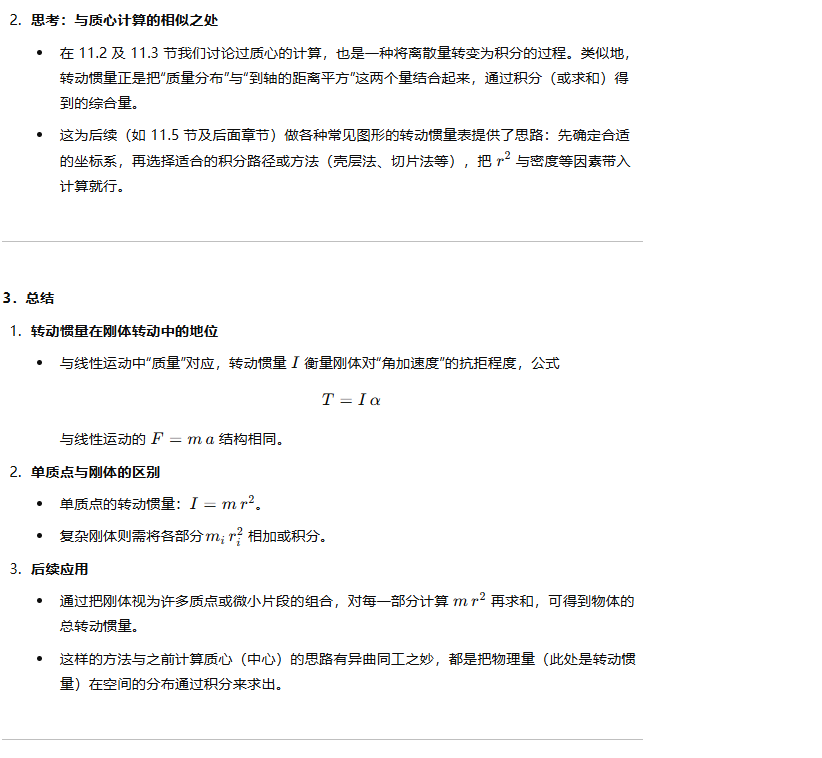 2. 思考：与质心计算的相似之处
• 在 11.2 及 11.3 节我们讨论过质心的计算，也是一种将离散量转变为积分的过程。类似地，
转动惯量正是把“质量分布”与“到轴的距离平方”这两个量结合起来，通过积分（或求和）得
到的综合量。
• 这为后续（如 11.5 节及后面章节）做各种常见图形的转动惯量表提供了思路：先确定合适
的坐标系，再选择适合的积分路径或方法（壳层法、切片法等），把 r² 与密度等因素带入
计算就行。
3. 总结
1. 转动惯量在刚体转动中的地位
• 与线性运动中“质量”对应，转动惯量 I 衡量刚体对“角加速度”的抗拒程度，公式
T = I α
与线性运动的 F = m a 结构相同。
2. 单质点与刚体的区别
• 单质点的转动惯量：I = m r²。
• 复杂刚体则需将各部分 mᵢ rᵢ² 相加或积分。
3. 后续应用
• 通过把刚体视为许多质点或微小片段的组合，对每一部分计算 m r² 再求和，可得到物体的
总转动惯量。
• 这样的方法与之前计算质心（中心）的思路有异曲同工之妙，都是把物理量（此处是转动惯
量）在空间的分布通过积分来求出。